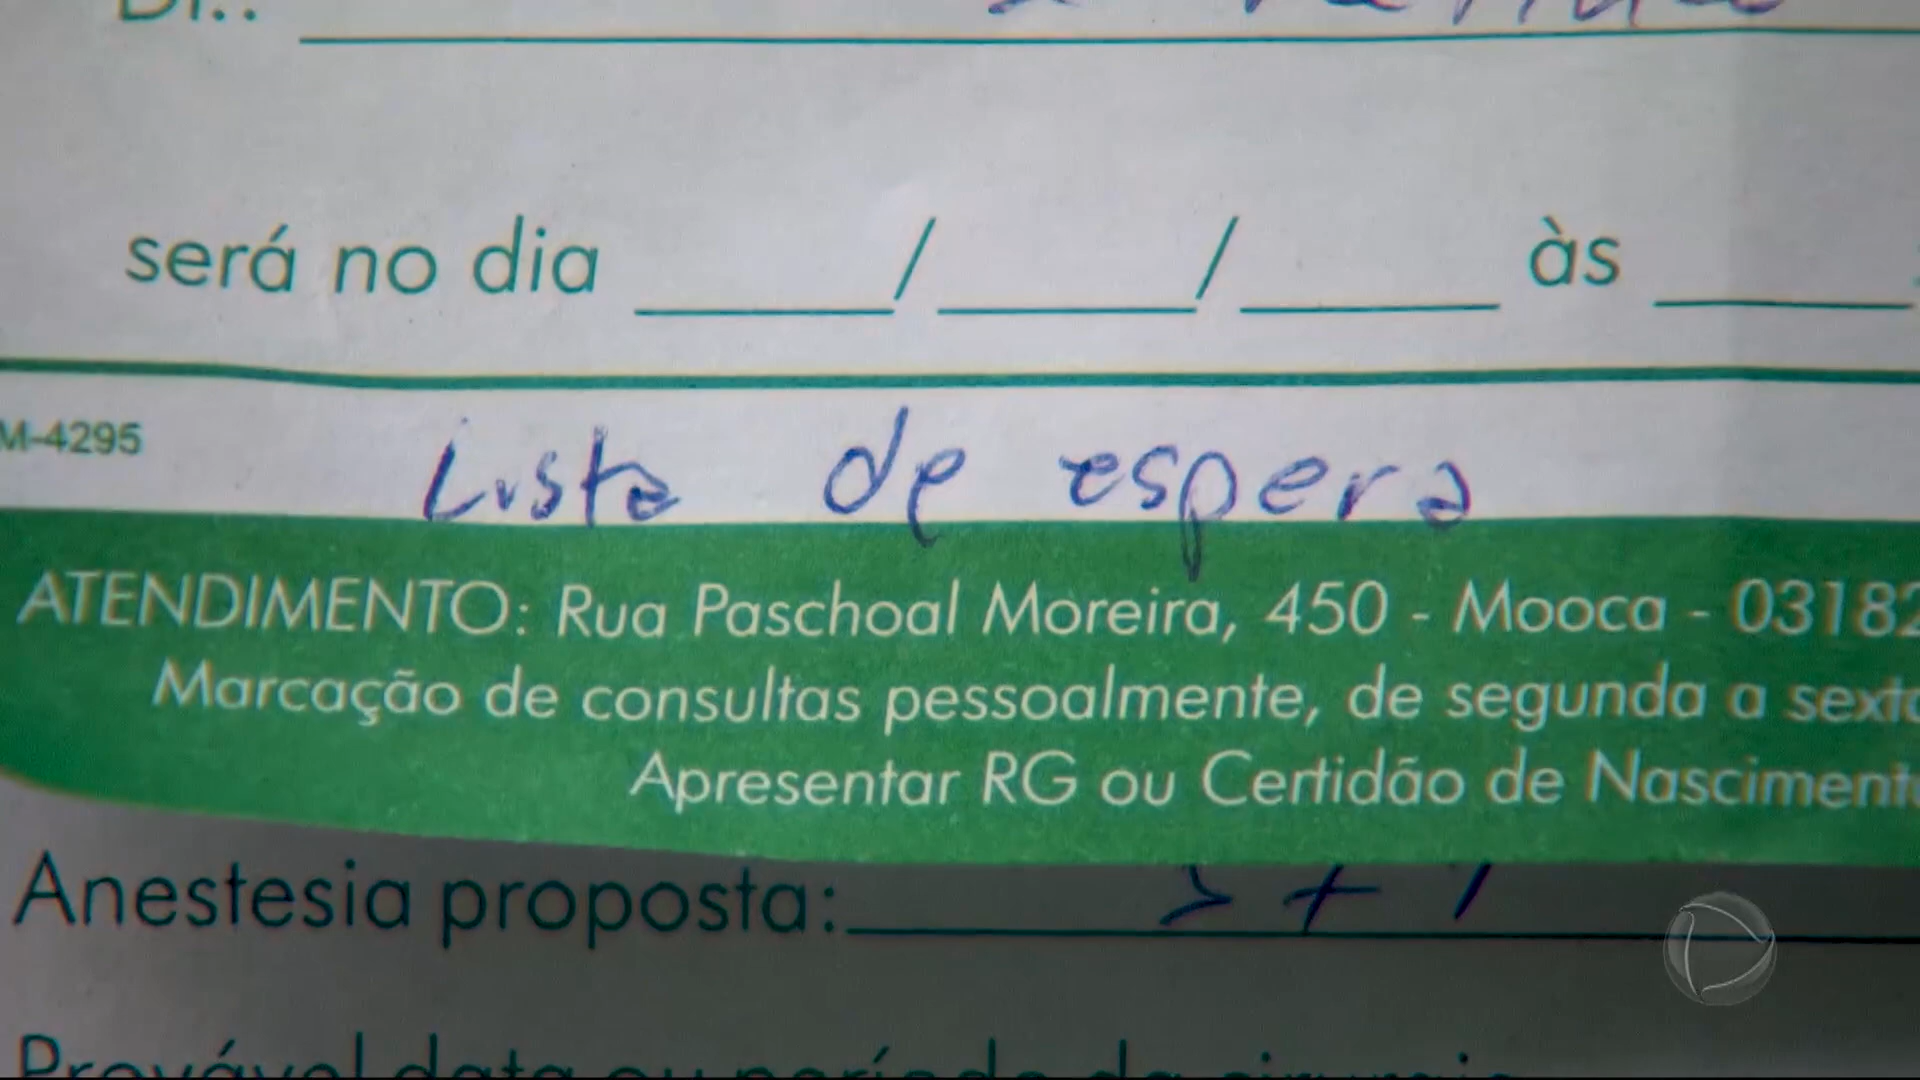 será no dia ____/____/____ às ____
M-4295
Lista de espera
ATENDIMENTO: Rua Paschoal Moreira, 450 - Mooca - 03182
Marcação de consultas pessoalmente, de segunda a sexta
Apresentar RG ou Certidão de Nascimento
Anestesia proposta:
Provável data ou período da cirurgia